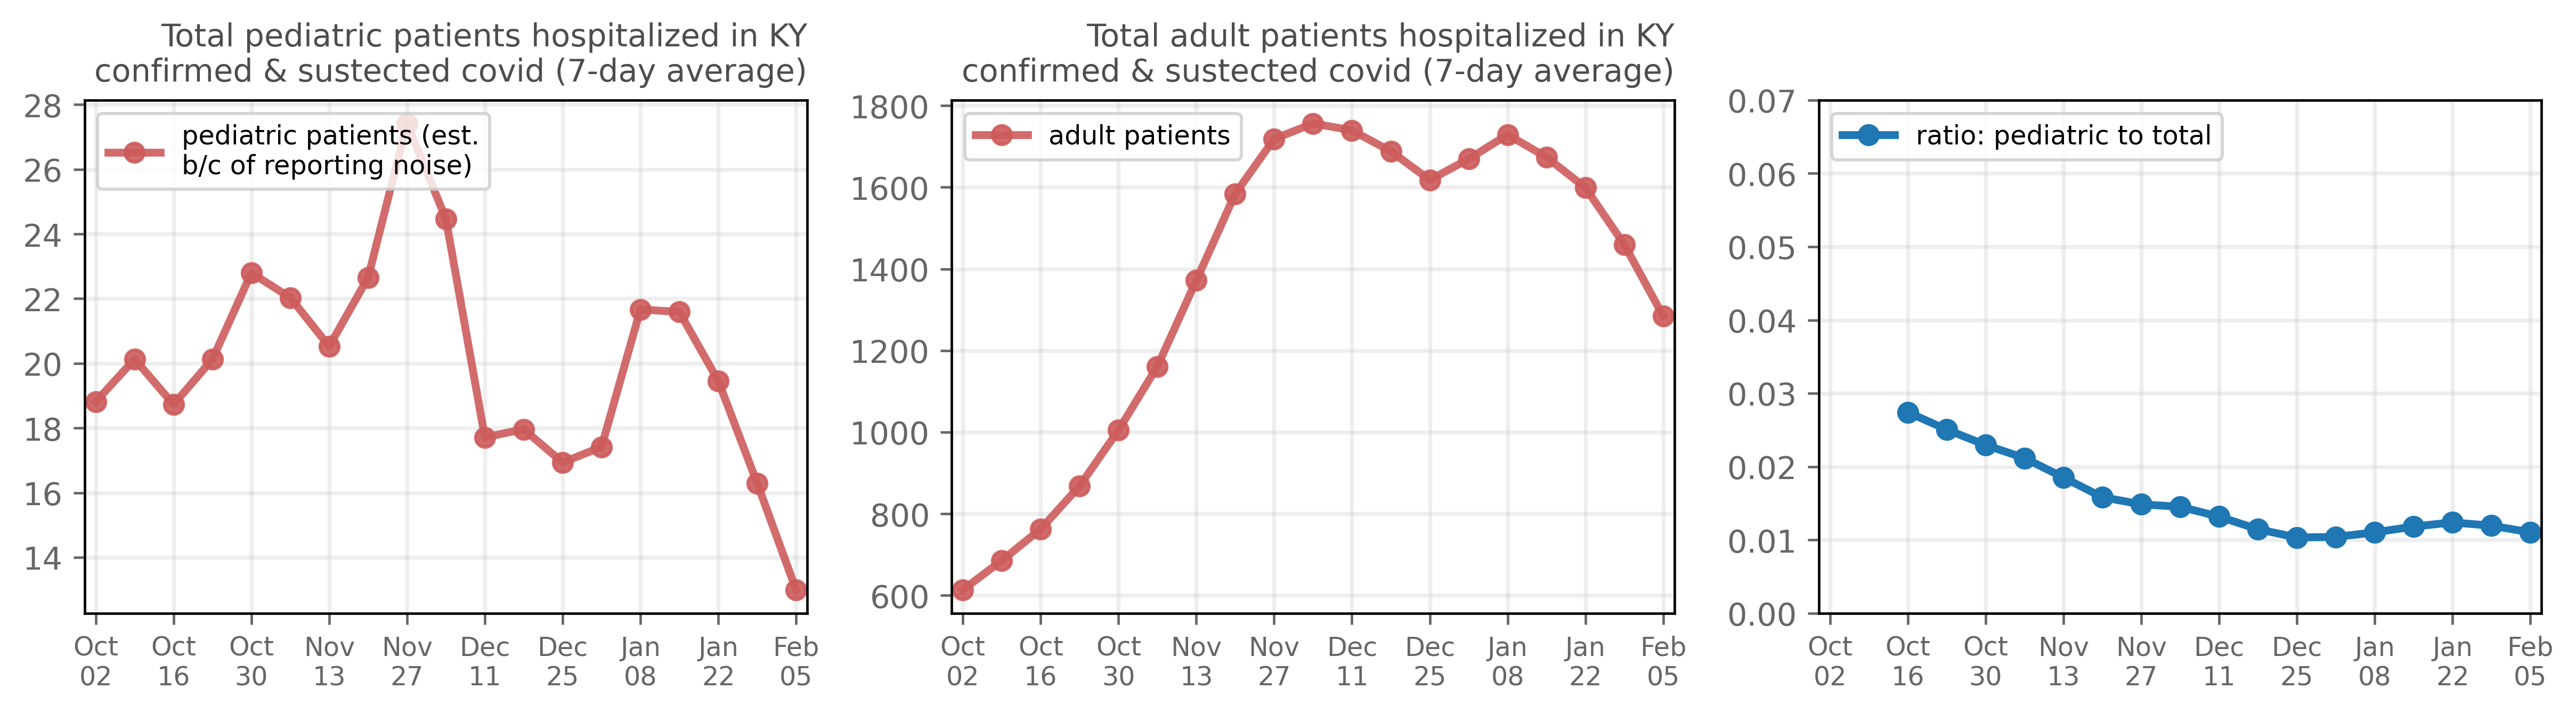 Total pediatric patients hospitalized in KY
confirmed & sustected covid (7-day average)
28
26
24
22
20
18
16
14
pediatric patients (est.
b/c of reporting noise)
Oct Oct Oct Nov Nov Dec Dec Jan Jan Feb
02 16 30 13 27 11 25 08 22 05
Total adult patients hospitalized in KY
confirmed & sustected covid (7-day average)
1800
1600
1400
1200
1000
800
600
adult patients
Oct Oct Oct Nov Nov Dec Dec Jan Jan Feb
02 16 30 13 27 11 25 08 22 05
0.07
0.06
0.05
0.04
0.03
0.02
0.01
0.00
ratio: pediatric to total
Oct Oct Oct Nov Nov Dec Dec Jan Jan Feb
02 16 30 13 27 11 25 08 22 05